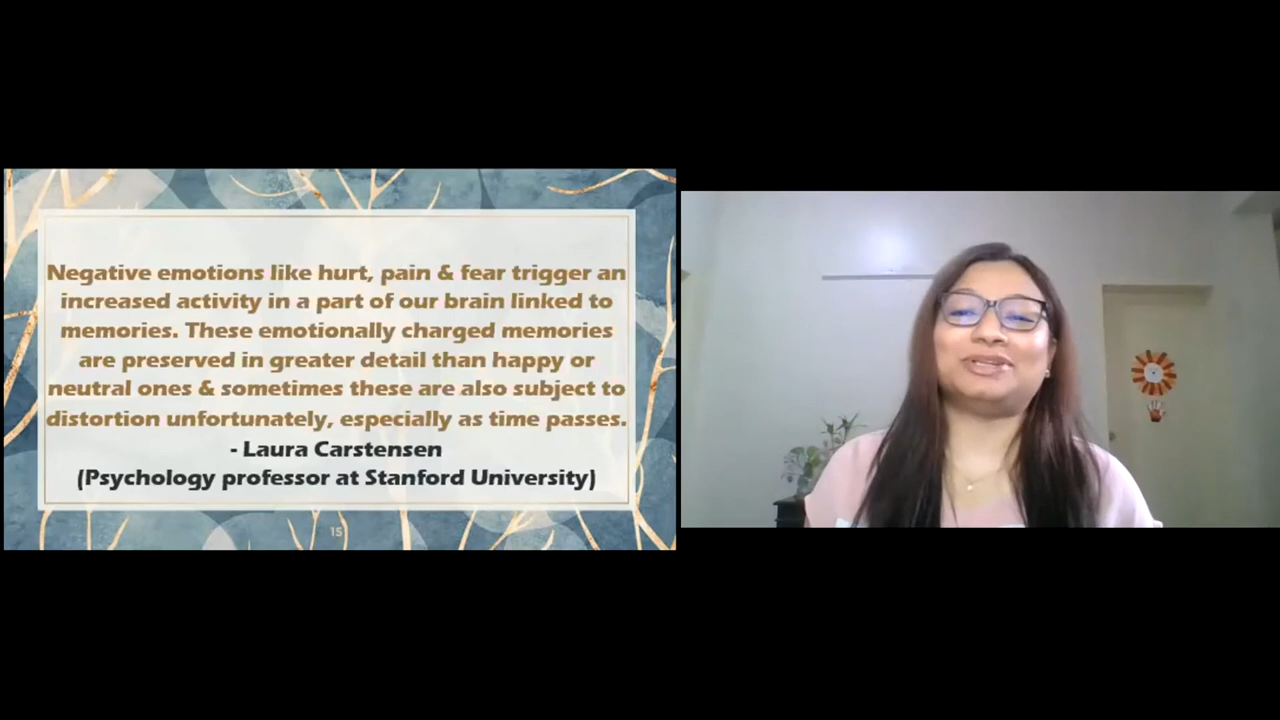 Negative emotions like hurt, pain & fear trigger an
increased activity in a part of our brain linked to
memories. These emotionally charged memories
are preserved in greater detail than happy or
neutral ones & sometimes these are also subject to
distortion unfortunately, especially as time passes.
- Laura Carstensen
(Psychology professor at Stanford University)
15